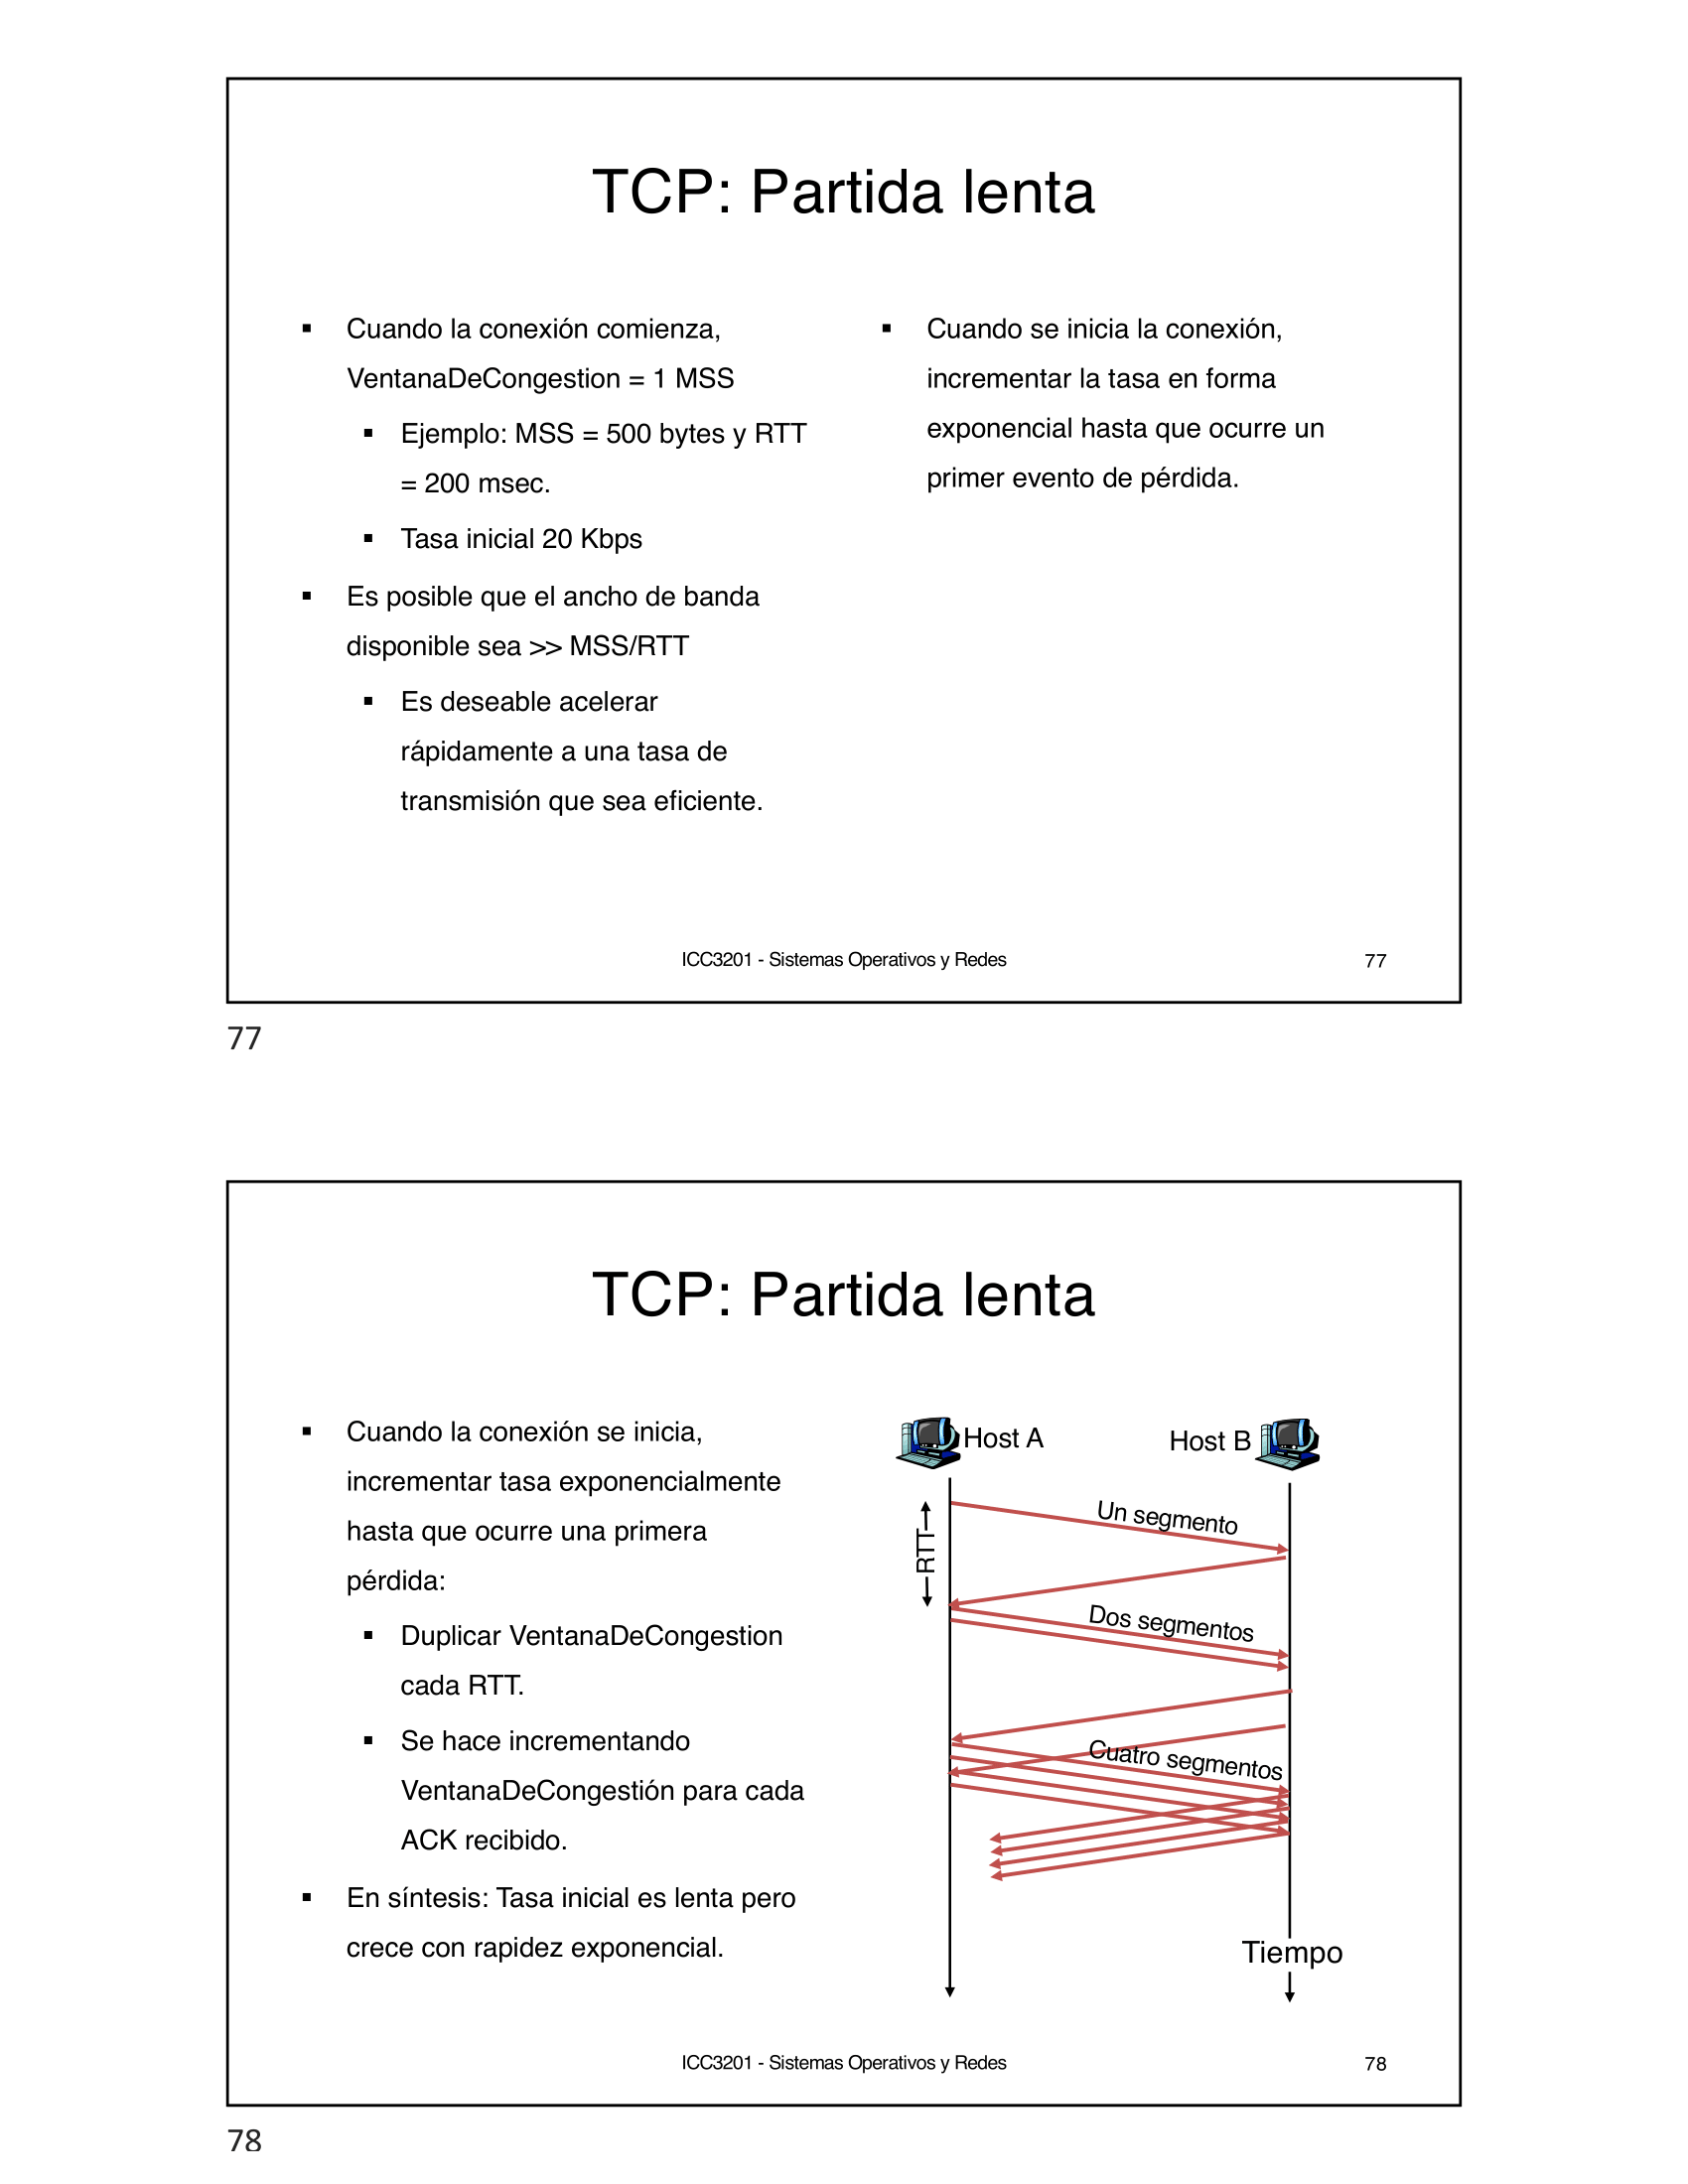 TCP: Partida lenta
▪ Cuando la conexión comienza,
VentanaDeCongestion = 1 MSS
▪ Ejemplo: MSS = 500 bytes y RTT
= 200 msec.
▪ Tasa inicial 20 Kbps
▪ Es posible que el ancho de banda
disponible sea >> MSS/RTT
▪ Es deseable acelerar
rápidamente a una tasa de
transmisión que sea eficiente.
▪ Cuando se inicia la conexión,
incrementar la tasa en forma
exponencial hasta que ocurre un
primer evento de pérdida.
ICC3201 - Sistemas Operativos y Redes
77
77
TCP: Partida lenta
▪ Cuando la conexión se inicia,
incrementar tasa exponencialmente
hasta que ocurre una primera
pérdida:
▪ Duplicar VentanaDeCongestion
cada RTT.
▪ Se hace incrementando
VentanaDeCongestión para cada
ACK recibido.
▪ En síntesis: Tasa inicial es lenta pero
crece con rapidez exponencial.
Host A
Host B
Un segmento
RTT
Dos segmentos
Cuatro segmentos
Tiempo
ICC3201 - Sistemas Operativos y Redes
78
78